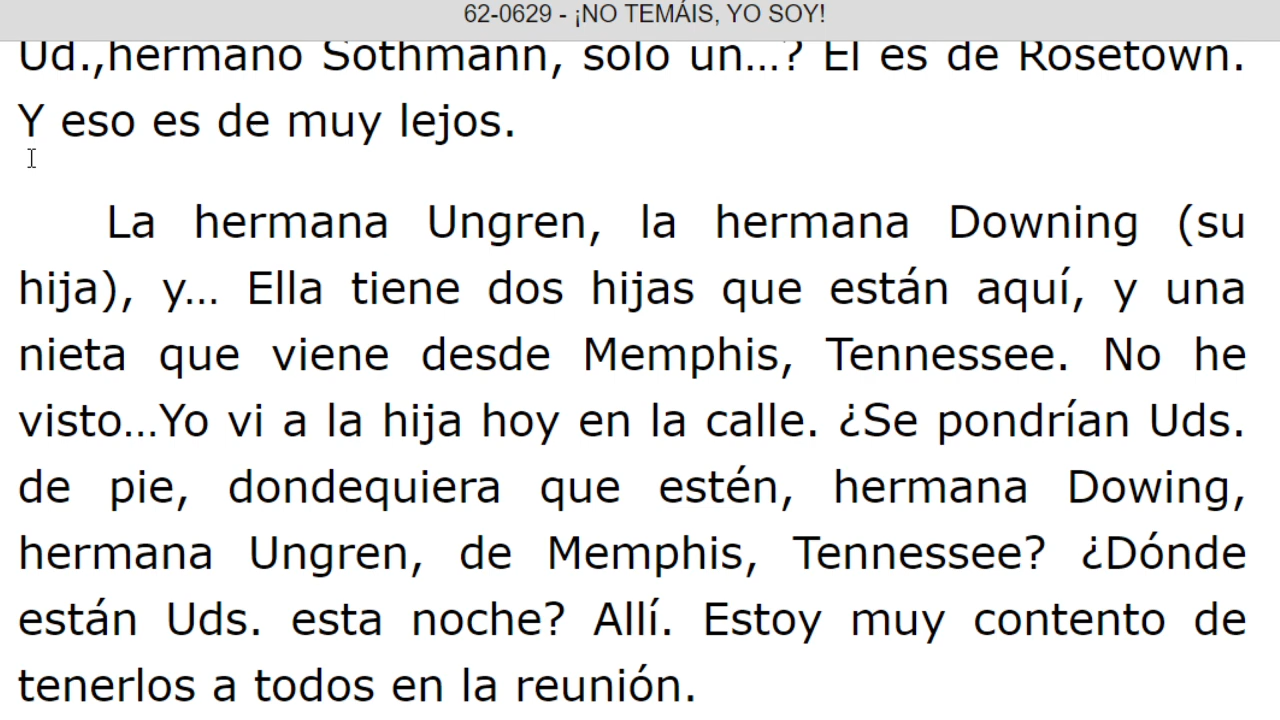 62-0629 - ¡NO TEMÁIS, YO SOY!
Ud.,hermano Sothmann, solo un...? Él es de Rosetown.
Y eso es de muy lejos.
La hermana Ungren, la hermana Downing (su
hija), y... Ella tiene dos hijas que están aquí, y una
nieta que viene desde Memphis, Tennessee. No he
visto...Yo vi a la hija hoy en la calle. ¿Se pondrían Uds.
de pie, dondequiera que estén, hermana Dowing,
hermana Ungren, de Memphis, Tennessee? ¿Dónde
están Uds. esta noche? Allí. Estoy muy contento de
tenerlos a todos en la reunión.